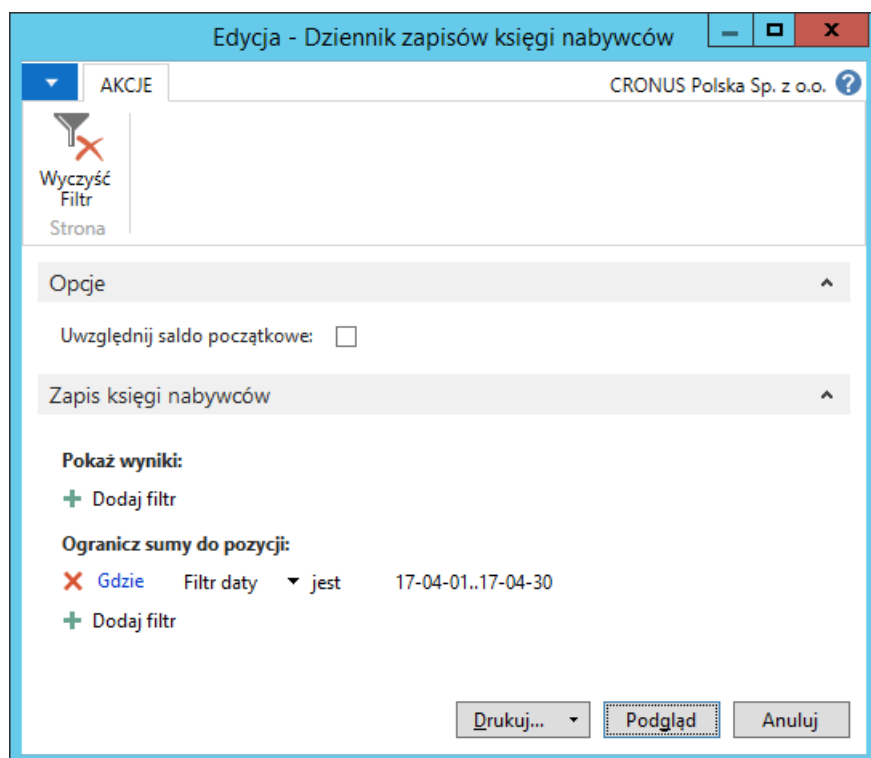 Edycja - Dziennik zapisów księgi nabywców
AKCJE
CRONUS Polska Sp. z o.o.
Wyczyść
Filtr
Strona
Opcje
Uwzględnij saldo początkowe:
Zapis księgi nabywców
Pokaż wyniki:
Dodaj filtr
Ogranicz sumy do pozycji:
Gdzie Filtr daty jest 17-04-01..17-04-30
Dodaj filtr
Drukuj... Podgląd Anuluj